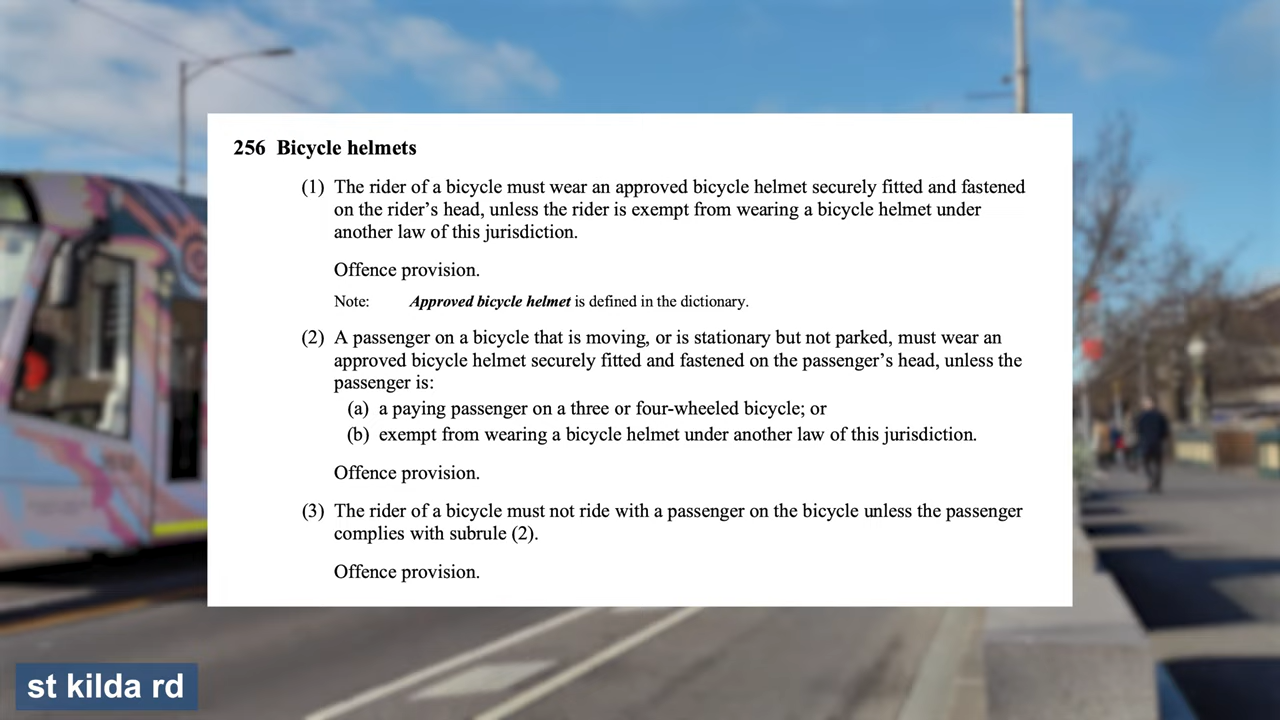 256 Bicycle helmets
(1) The rider of a bicycle must wear an approved bicycle helmet securely fitted and fastened
on the rider’s head, unless the rider is exempt from wearing a bicycle helmet under
another law of this jurisdiction.
Offence provision.
Note: Approved bicycle helmet is defined in the dictionary.
(2) A passenger on a bicycle that is moving, or is stationary but not parked, must wear an
approved bicycle helmet securely fitted and fastened on the passenger’s head, unless the
passenger is:
(a) a paying passenger on a three or four-wheeled bicycle; or
(b) exempt from wearing a bicycle helmet under another law of this jurisdiction.
Offence provision.
(3) The rider of a bicycle must not ride with a passenger on the bicycle unless the passenger
complies with subrule (2).
Offence provision.
st kilda rd